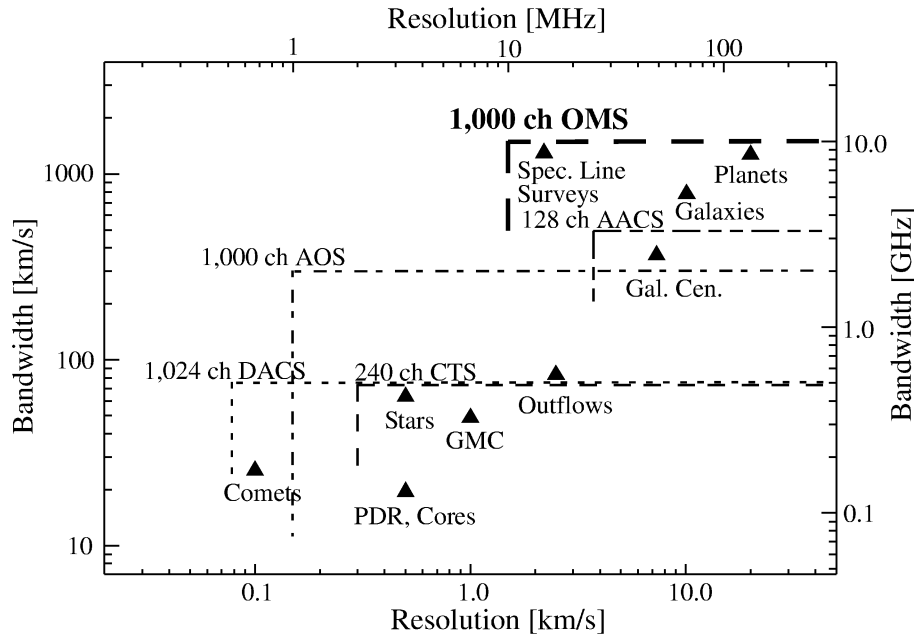 Resolution [MHz]
1 10 100
1,000 ch OMS
10.0
1000
Spec. Line
Surveys
Planets
Galaxies
128 ch AACS
1,000 ch AOS
Gal. Cen.
Bandwidth [km/s]
Bandwidth [GHz]
1.0
100
1,024 ch DACS
240 ch CTS
Stars
Outflows
GMC
Comets
PDR, Cores
0.1
10
0.1 1.0 10.0
Resolution [km/s]